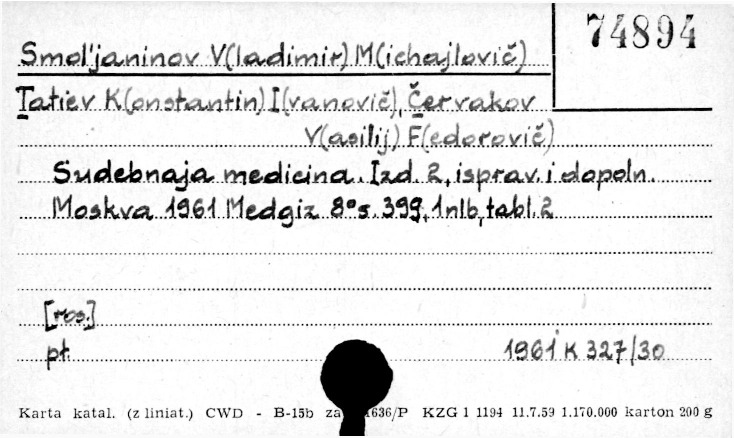 74894
Smol'janinov V(ladimir) M(ichajlovič)
Tatiev K(onstantin) I(vanovič), Červakov
V(asilij) F(edorovič)
Sudebnaja medicina. Izd. 2, isprav. i dopoln.
Moskva 1961 Medgiz 8° s. 399, 1nlb, tabl. 2
[ros.]
pt. 1961 K 327/30
Karta katal. (z liniat.) CWD - B-15b za 1636/P KZG 1 1194 11.7.59 1.170.000 karton 200 g